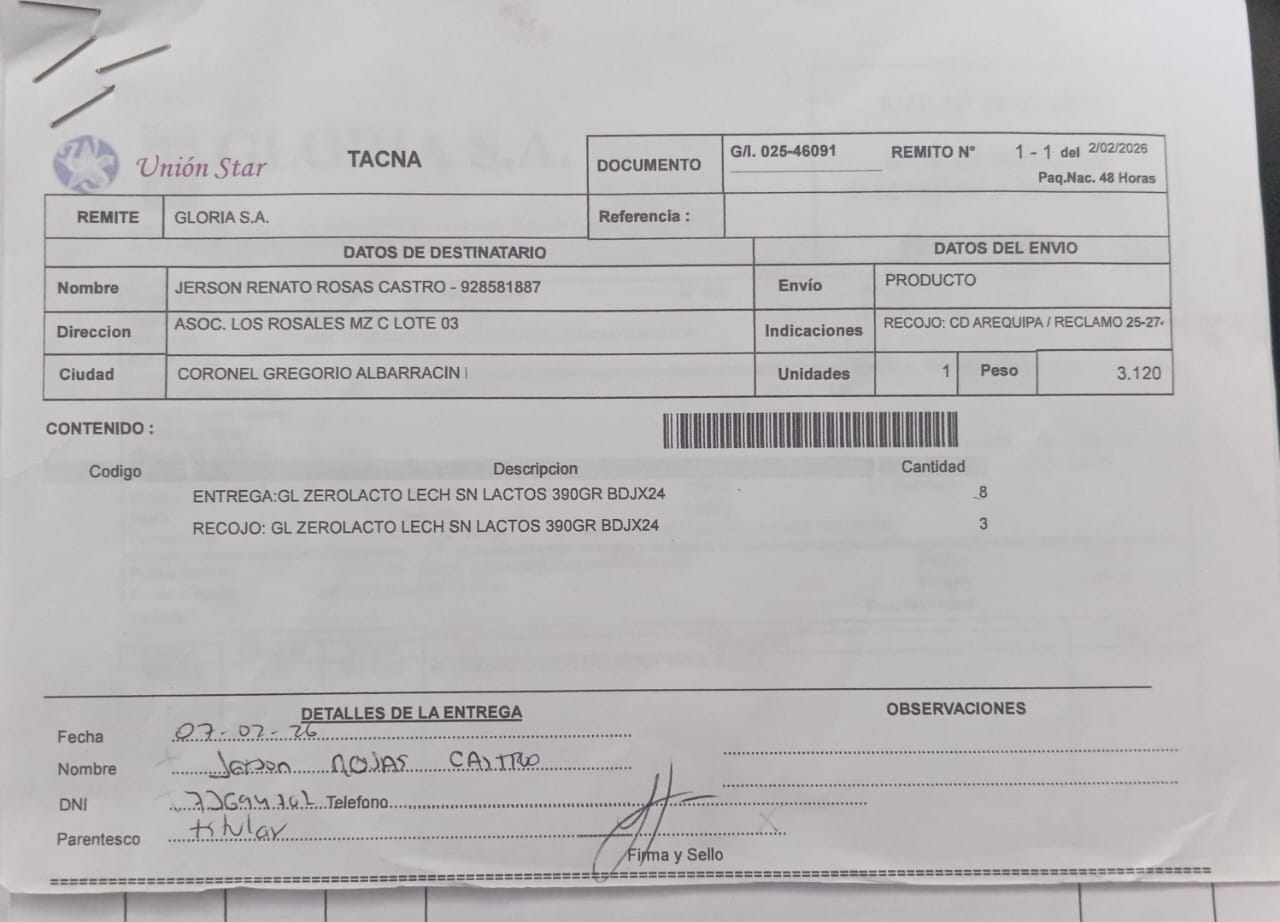 Unión Star
TACNA
DOCUMENTO G/I. 025-46091 REMITO N° 1 - 1 del 2/02/2026
Paq.Nac. 48 Horas
REMITE GLORIA S.A. Referencia :
DATOS DE DESTINATARIO DATOS DEL ENVIO
Nombre JERSON RENATO ROSAS CASTRO - 928581887 Envío PRODUCTO
Direccion ASOC. LOS ROSALES MZ C LOTE 03 Indicaciones RECOJO: CD AREQUIPA / RECLAMO 25-27-
Ciudad CORONEL GREGORIO ALBARRACIN Unidades 1 Peso 3.120
CONTENIDO :
Codigo Descripcion Cantidad
ENTREGA:GL ZEROLACTO LECH SN LACTOS 390GR BDJX24 8
RECOJO: GL ZEROLACTO LECH SN LACTOS 390GR BDJX24 3
DETALLES DE LA ENTREGA OBSERVACIONES
Fecha 07-02-26
Nombre Jerson ROJAS CASTRO
DNI Telefono
Parentesco titular
Firma y Sello